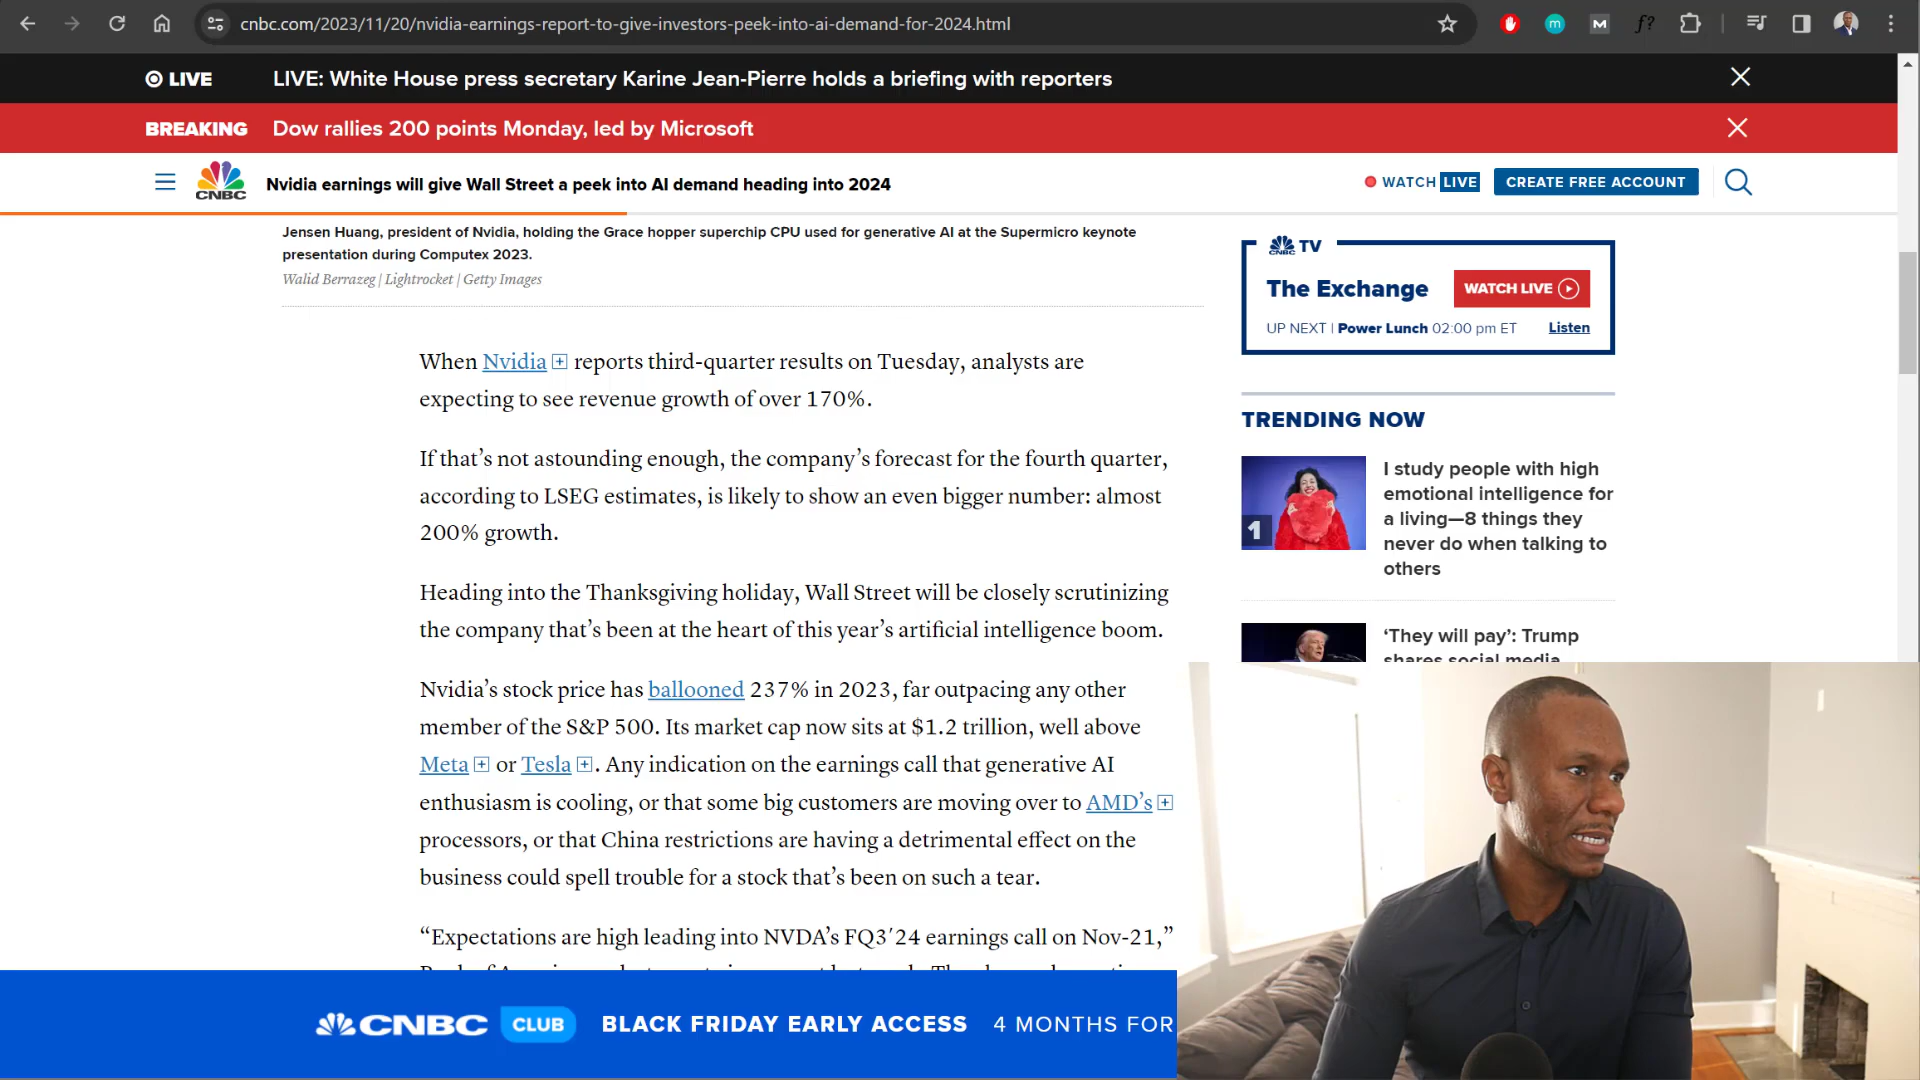 cnbc.com/2023/11/20/nvidia-earnings-report-to-give-investors-peek-into-ai-demand-for-2024.html
LIVE
LIVE: White House press secretary Karine Jean-Pierre holds a briefing with reporters
BREAKING
Dow rallies 200 points Monday, led by Microsoft
CNBC
Nvidia earnings will give Wall Street a peek into AI demand heading into 2024
WATCH LIVE
CREATE FREE ACCOUNT
Jensen Huang, president of Nvidia, holding the Grace hopper superchip CPU used for generative AI at the Supermicro keynote
presentation during Computex 2023.
Walid Berrazeg | Lightrocket | Getty Images
When Nvidia reports third-quarter results on Tuesday, analysts are
expecting to see revenue growth of over 170%.
If that’s not astounding enough, the company’s forecast for the fourth quarter,
according to LSEG estimates, is likely to show an even bigger number: almost
200% growth.
Heading into the Thanksgiving holiday, Wall Street will be closely scrutinizing
the company that’s been at the heart of this year’s artificial intelligence boom.
Nvidia’s stock price has ballooned 237% in 2023, far outpacing any other
member of the S&P 500. Its market cap now sits at $1.2 trillion, well above
Meta or Tesla. Any indication on the earnings call that generative AI
enthusiasm is cooling, or that some big customers are moving over to AMD’s
processors, or that China restrictions are having a detrimental effect on the
business could spell trouble for a stock that’s been on such a tear.
“Expectations are high leading into NVDA’s FQ3′24 earnings call on Nov-21,”
CNBC TV
The Exchange
WATCH LIVE
UP NEXT | Power Lunch 02:00 pm ET
Listen
TRENDING NOW
1
I study people with high
emotional intelligence for
a living—8 things they
never do when talking to
others
‘They will pay’: Trump
shares social media
CNBC CLUB BLACK FRIDAY EARLY ACCESS 4 MONTHS FOR